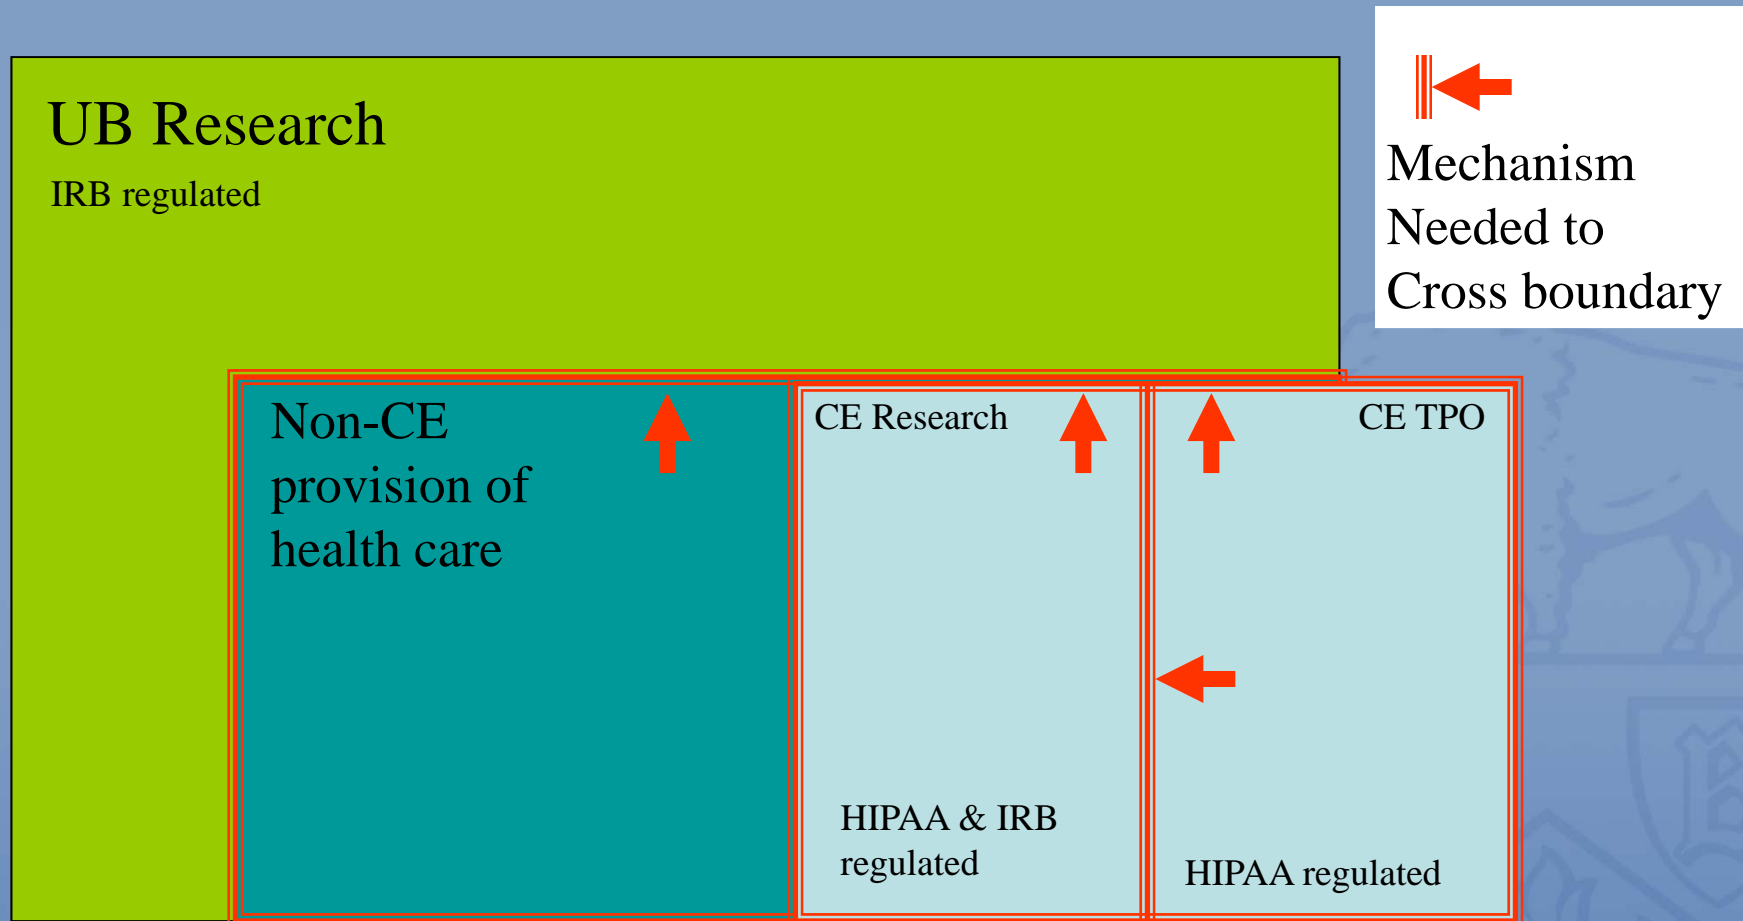 UB Research
IRB regulated
Mechanism
Needed to
Cross boundary
Non-CE
provision of
health care
CE Research
CE TPO
HIPAA & IRB
regulated
HIPAA regulated